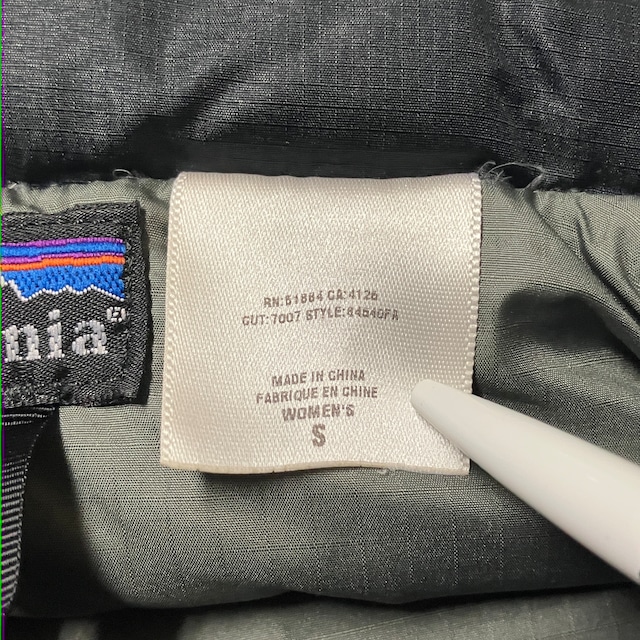 nia
RN:51884 CA:4126
CUT:7007 STYLE:84540FA
MADE IN CHINA
FABRIQUE EN CHINE
WOMEN'S
S